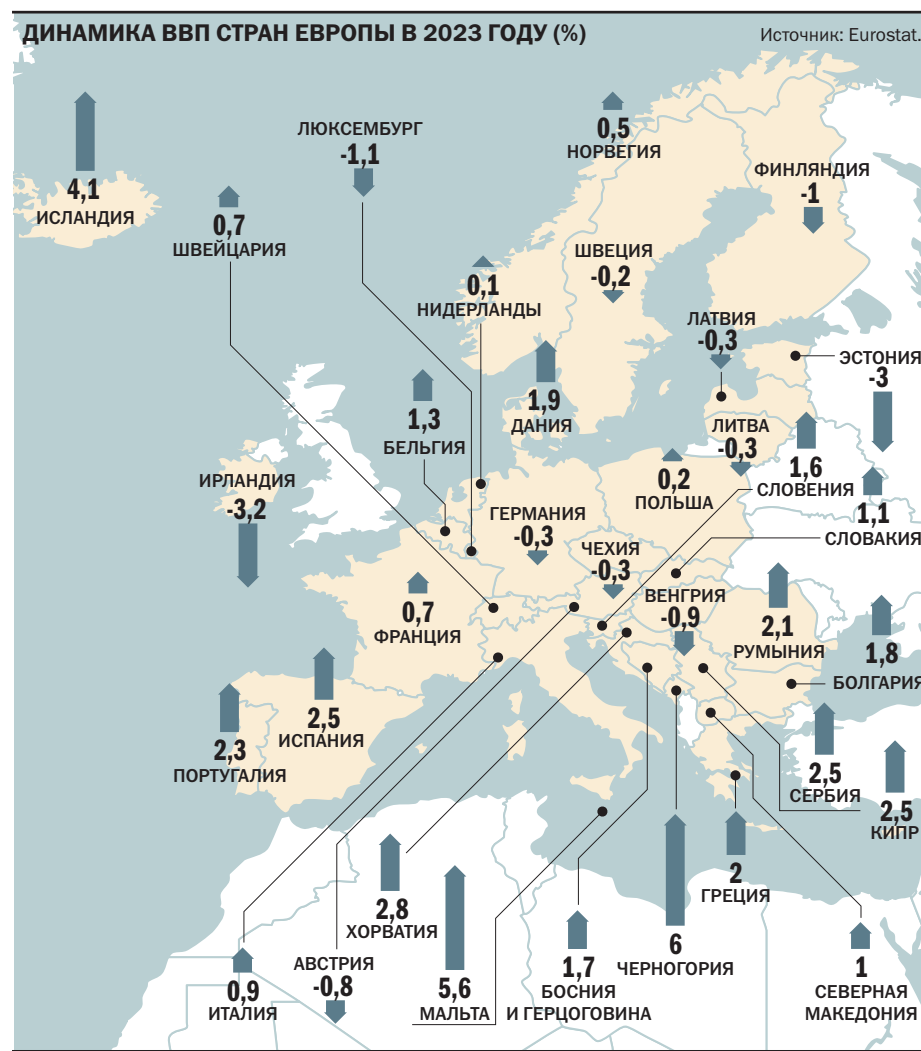 ДИНАМИКА ВВП СТРАН ЕВРОПЫ В 2023 ГОДУ (%)
Источник: Eurostat.
4,1
ИСЛАНДИЯ
0,7
ШВЕЙЦАРИЯ
ЛЮКСЕМБУРГ
-1,1
0,5
НОРВЕГИЯ
ФИНЛЯНДИЯ
-1
0,1
НИДЕРЛАНДЫ
ШВЕЦИЯ
-0,2
ЛАТВИЯ
-0,3
ЭСТОНИЯ
-3
1,3
БЕЛЬГИЯ
1,9
ДАНИЯ
ЛИТВА
-0,3
1,6
СЛОВЕНИЯ
0,2
ПОЛЬША
1,1
СЛОВАКИЯ
ИРЛАНДИЯ
-3,2
ГЕРМАНИЯ
-0,3
ЧЕХИЯ
-0,3
ВЕНГРИЯ
-0,9
0,7
ФРАНЦИЯ
2,1
РУМЫНИЯ
1,8
БОЛГАРИЯ
2,3
ПОРТУГАЛИЯ
2,5
ИСПАНИЯ
2,5
СЕРБИЯ
2,5
КИПР
2
ГРЕЦИЯ
0,9
ИТАЛИЯ
АВСТРИЯ
-0,8
2,8
ХОРВАТИЯ
5,6
МАЛЬТА
1,7
БОСНИЯ
И ГЕРЦОГОВИНА
6
ЧЕРНОГОРИЯ
1
СЕВЕРНАЯ
МАКЕДОНИЯ